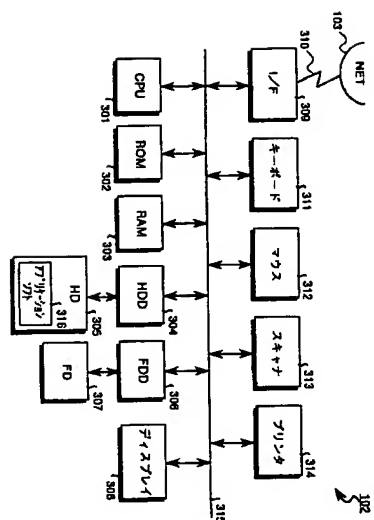 102
103
NET
310
I/F
309
キーボード
311
マウス
312
スキャナ
313
プリンタ
314
315
CPU
301
ROM
302
RAM
303
HDD
304
FDD
306
ディスプレイ
308
HD
305
アプリケーション
ソフト
316
FD
307